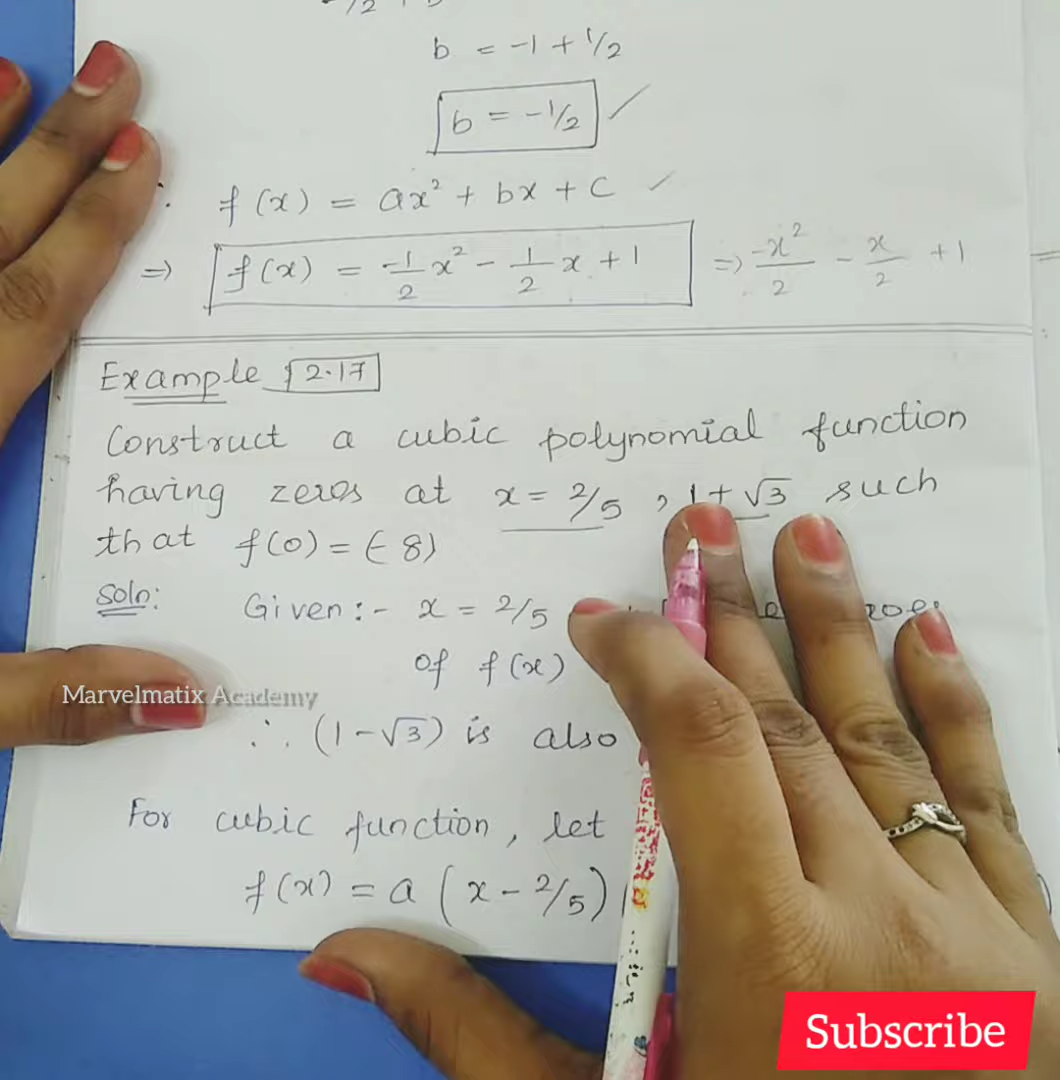 b = -1 + 1/2
b = -1/2 ✓
∴ f(x) = ax² + bx + c ✓
⇒ f(x) = -1/2 x² - 1/2 x + 1 ⇒ -x²/2 - x/2 + 1
Example 2.17
Construct a cubic polynomial function
having zeros at x = 2/5, 1+√3 such
that f(0) = (-8)
Soln:
Given:- x = 2/5
of f(x)
∴ (1-√3) is also
For cubic function, let
f(x) = a (x - 2/5)
Marvelmatix Academy
Subscribe